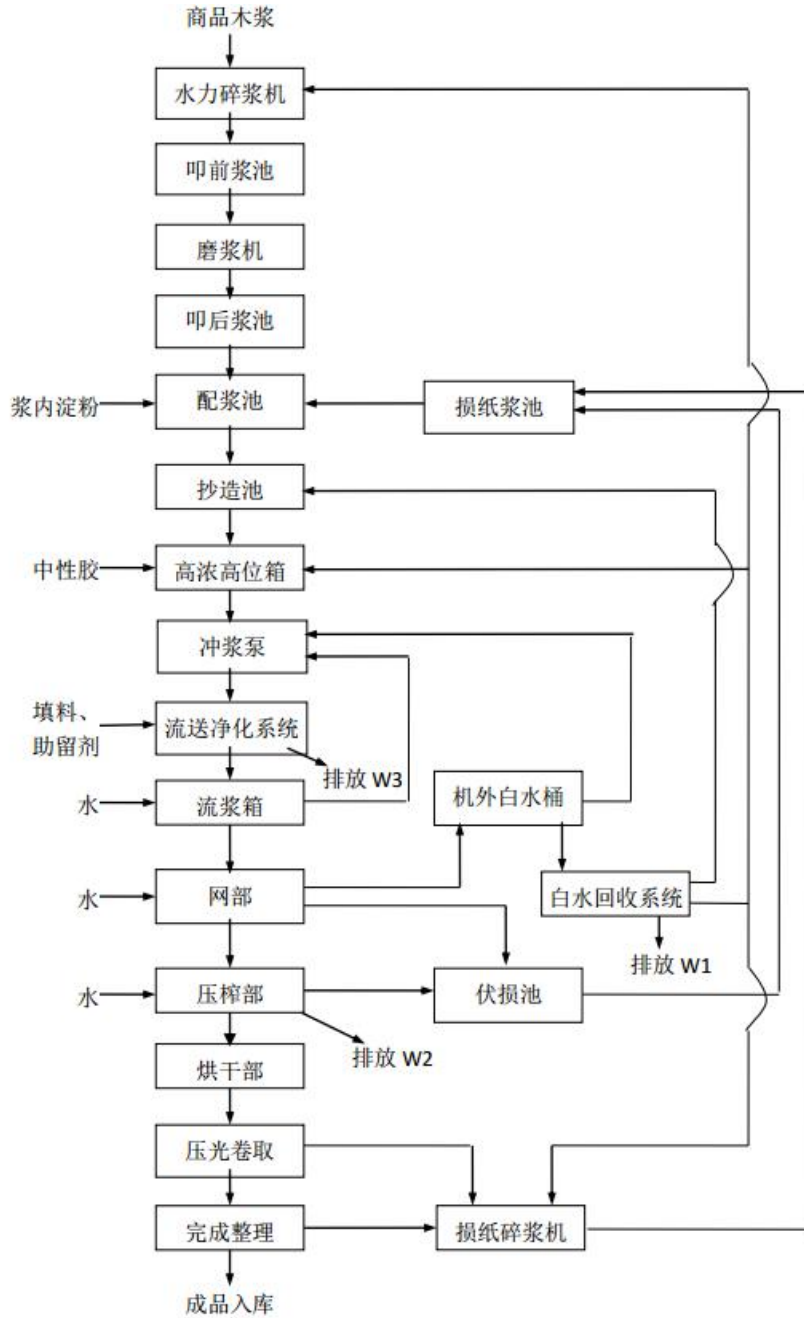 商品木浆
水力碎浆机
叩前浆池
磨浆机
叩后浆池
浆内淀粉
配浆池
损纸浆池
抄造池
中性胶
高浓高位箱
冲浆泵
填料、
助留剂
流送净化系统
排放 W3
水
流浆箱
机外白水桶
水
网部
白水回收系统
排放 W1
水
压榨部
伏损池
排放 W2
烘干部
压光卷取
完成整理
损纸碎浆机
成品入库